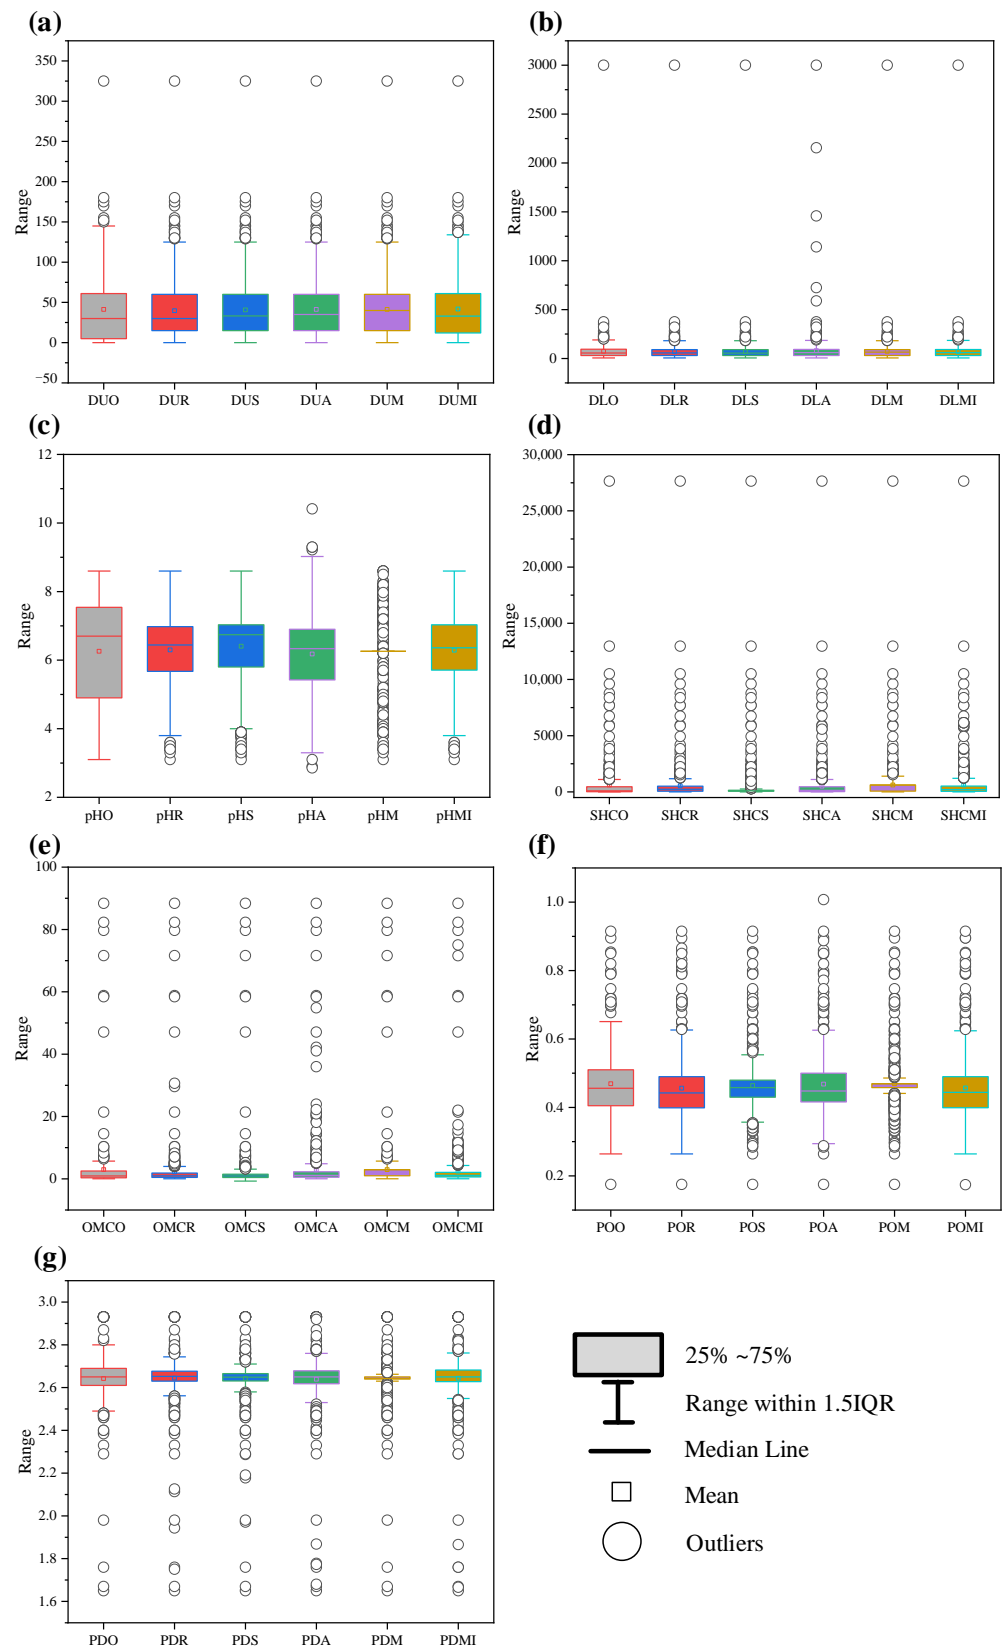 (a)
350
300
250
200
150
100
50
0
−50
Range
DUO DUR DUS DUA DUM DUMI
(b)
3000
2500
2000
1500
1000
500
0
Range
DLO DLR DLS DLA DLM DLMI
(c)
12
10
8
6
4
2
Range
pHO pHR pHS pHA pHM pHMI
(d)
30,000
25,000
20,000
15,000
10,000
5000
0
Range
SHCO SHCR SHCS SHCA SHCM SHCMI
(e)
100
80
60
40
20
0
Range
OMCO OMCR OMCS OMCA OMCM OMCMI
(f)
1.0
0.8
0.6
0.4
0.2
Range
POO POR POS POA POM POMI
(g)
3.0
2.8
2.6
2.4
2.2
2.0
1.8
1.6
Range
PDO PDR PDS PDA PDM PDMI
25% ~75%
Range within 1.5IQR
Median Line
Mean
Outliers